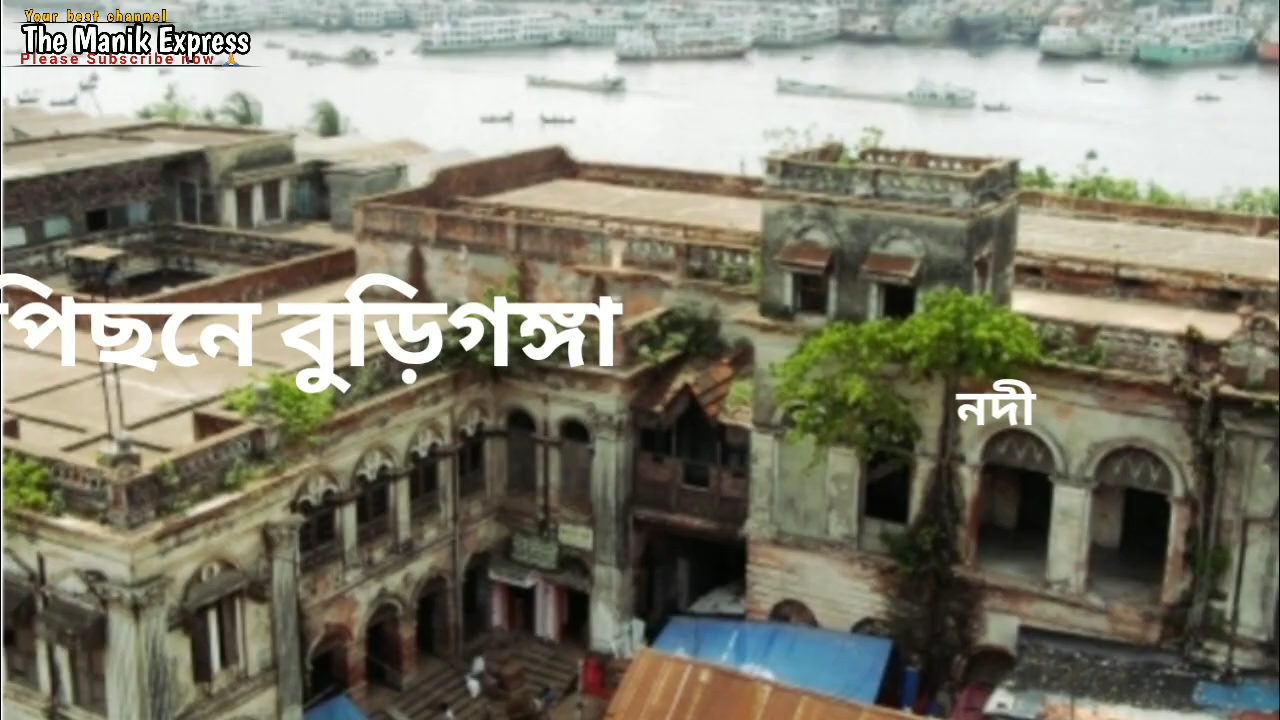 Your best channel
The Manik Express
Please Subscribe now
পিছনে বুড়িগঙ্গা
নদী